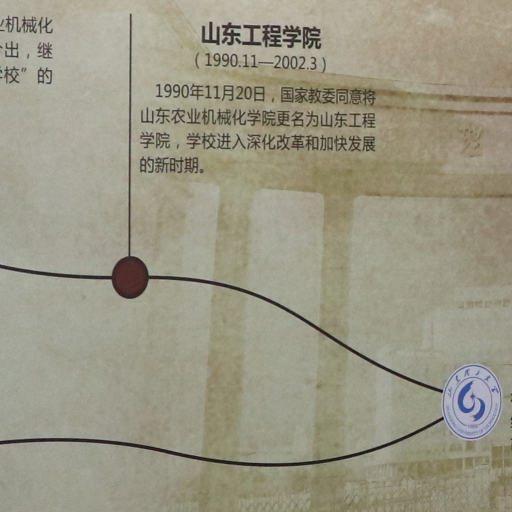 业机械化
出，继
学校”的
山东工程学院
（1990.11—2002.3）
1990年11月20日，国家教委同意将
山东农业机械化学院更名为山东工程
学院，学校进入深化改革和加快发展
的新时期。